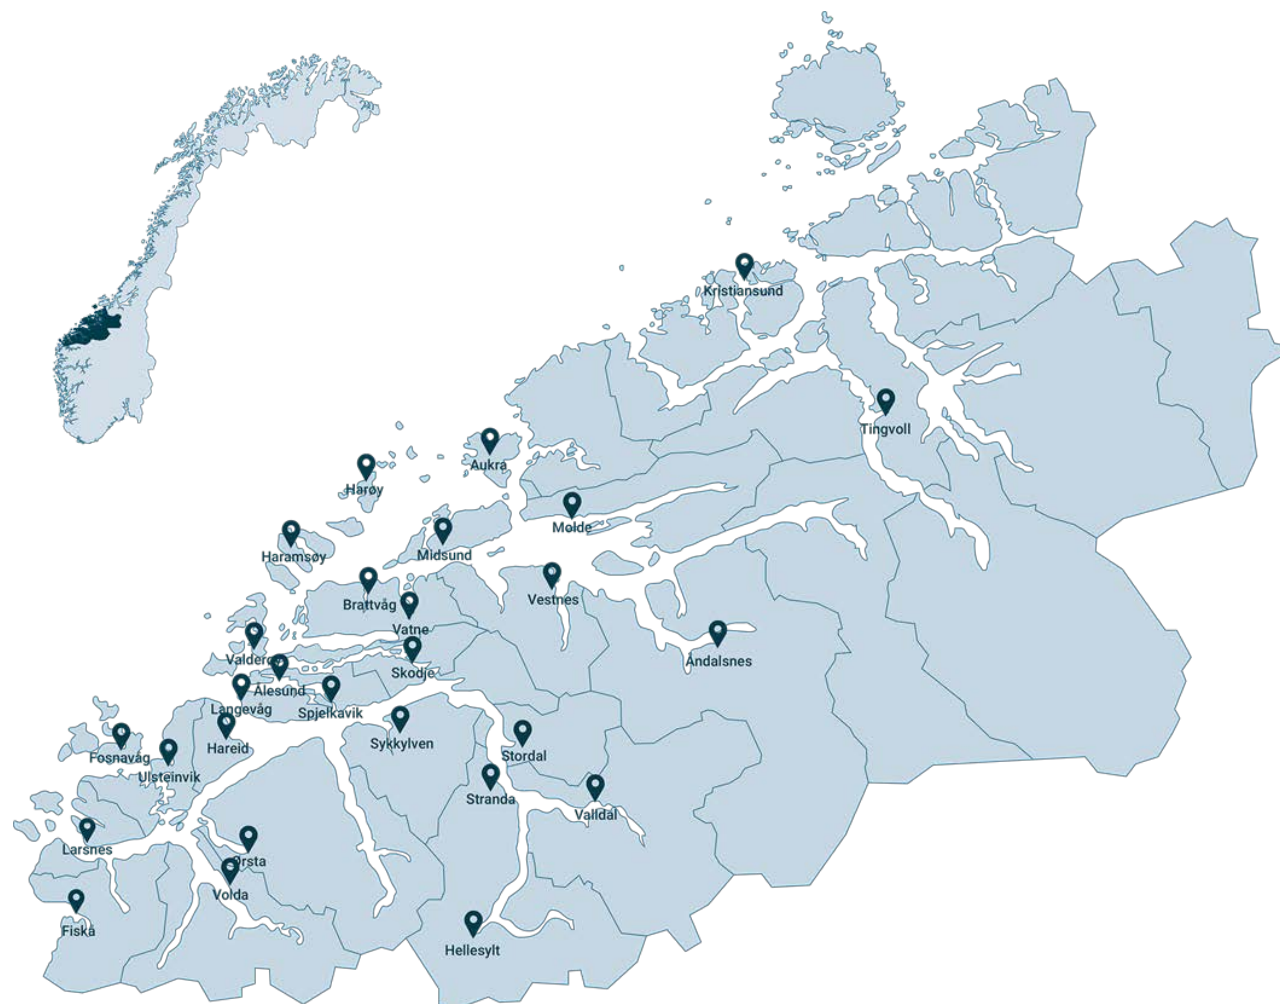 Kristiansund
Tingvoll
Aukra
Harøy
Molde
Haramsøy
Midsund
Brattvåg
Vestnes
Vatne
Valderøy
Åndalsnes
Skodje
Ålesund
Langevåg
Spjelkavik
Hareid
Sykkylven
Fosnavåg
Stordal
Ulsteinvik
Stranda
Valldal
Larsnes
Ørsta
Volda
Fiskå
Hellesylt